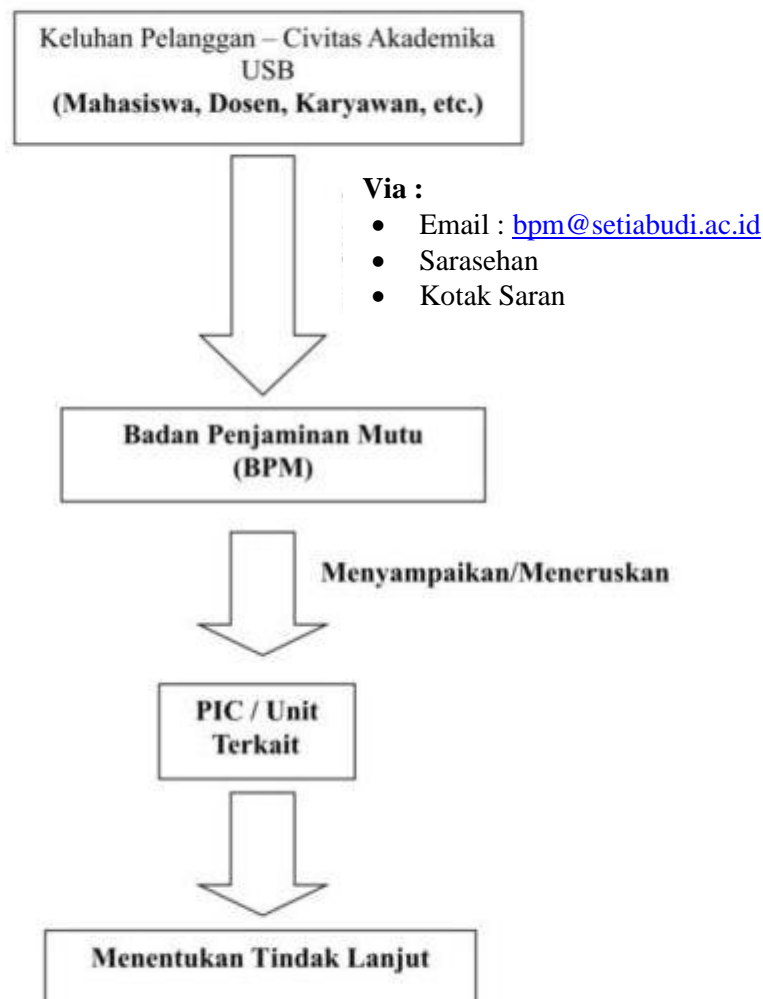 Keluhan Pelanggan – Civitas Akademika
USB
(Mahasiswa, Dosen, Karyawan, etc.)
Via :
• Email : bpm@setiabudi.ac.id
• Sarasehan
• Kotak Saran
Badan Penjaminan Mutu
(BPM)
Menyampaikan/Meneruskan
PIC / Unit
Terkait
Menentukan Tindak Lanjut